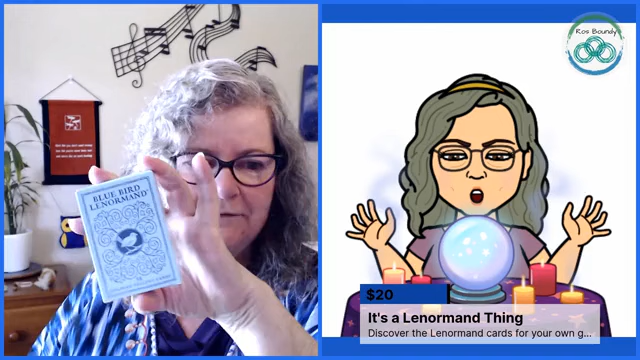 BLUE BIRD
LENORMAND
Ros Boundy
$20
It's a Lenormand Thing
Discover the Lenormand cards for your own g...